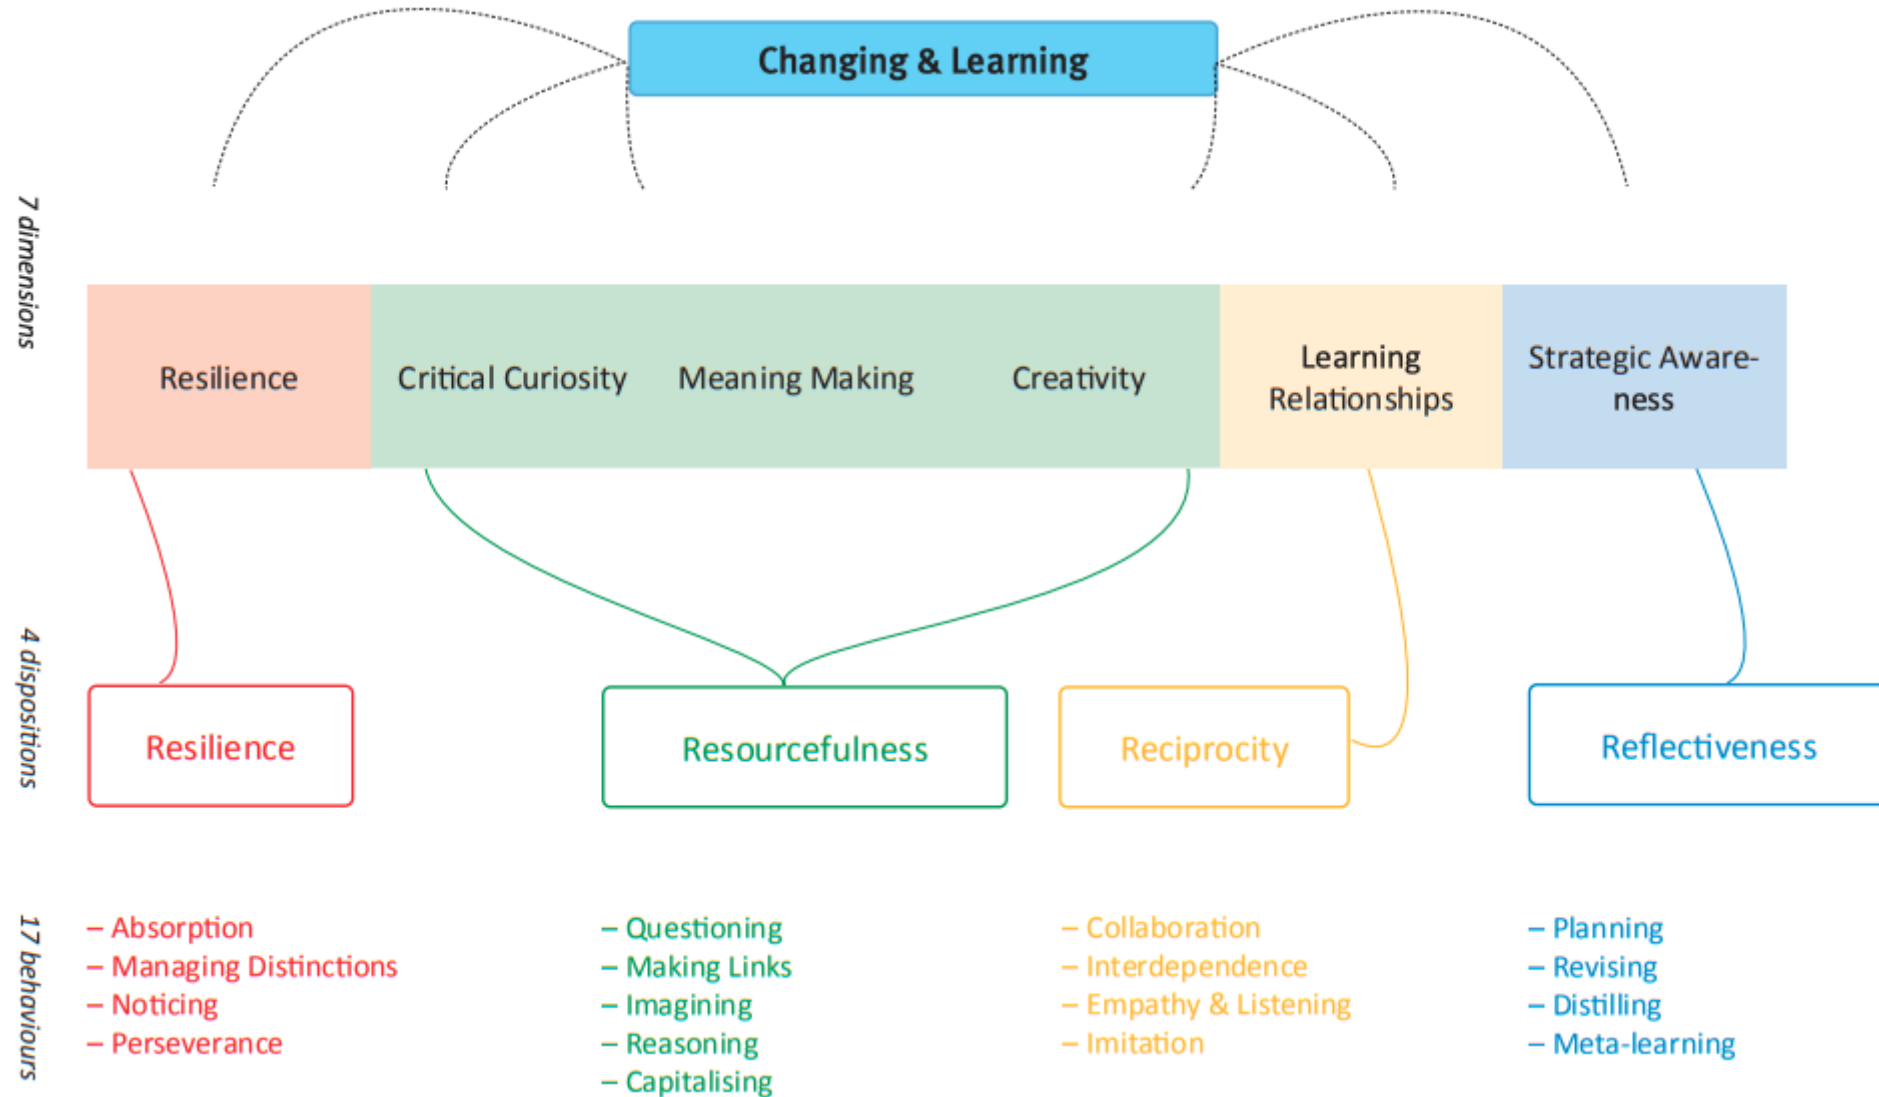 Changing & Learning
7 dimensions
Resilience
Critical Curiosity
Meaning Making
Creativity
Learning
Relationships
Strategic Aware-
ness
4 dispositions
Resilience
Resourcefulness
Reciprocity
Reflectiveness
17 behaviours
– Absorption
– Managing Distinctions
– Noticing
– Perseverance
– Questioning
– Making Links
– Imagining
– Reasoning
– Capitalising
– Collaboration
– Interdependence
– Empathy & Listening
– Imitation
– Planning
– Revising
– Distilling
– Meta-learning